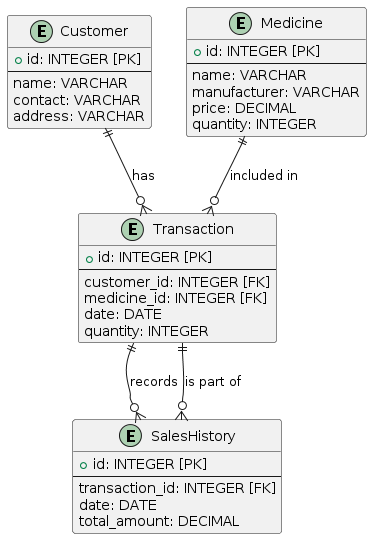 E Customer
id: INTEGER [PK]
name: VARCHAR
contact: VARCHAR
address: VARCHAR
E Medicine
id: INTEGER [PK]
name: VARCHAR
manufacturer: VARCHAR
price: DECIMAL
quantity: INTEGER
has
included in
E Transaction
id: INTEGER [PK]
customer_id: INTEGER [FK]
medicine_id: INTEGER [FK]
date: DATE
quantity: INTEGER
records
is part of
E SalesHistory
id: INTEGER [PK]
transaction_id: INTEGER [FK]
date: DATE
total_amount: DECIMAL